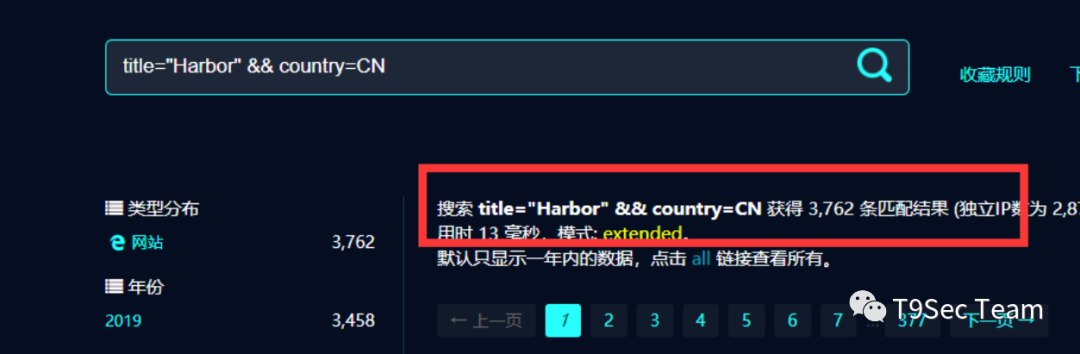 title="Harbor" && country=CN
收藏规则
类型分布
网站 3,762
年份
2019 3,458
搜索 title="Harbor" && country=CN 获得 3,762 条匹配结果 (独立IP数为 2,87
用时 13 毫秒，模式: extended。
默认只显示一年内的数据，点击 all 链接查看所有。
← 上一页 1 2 3 4 5 6 7 ... 377 下一页 →
T9Sec Team